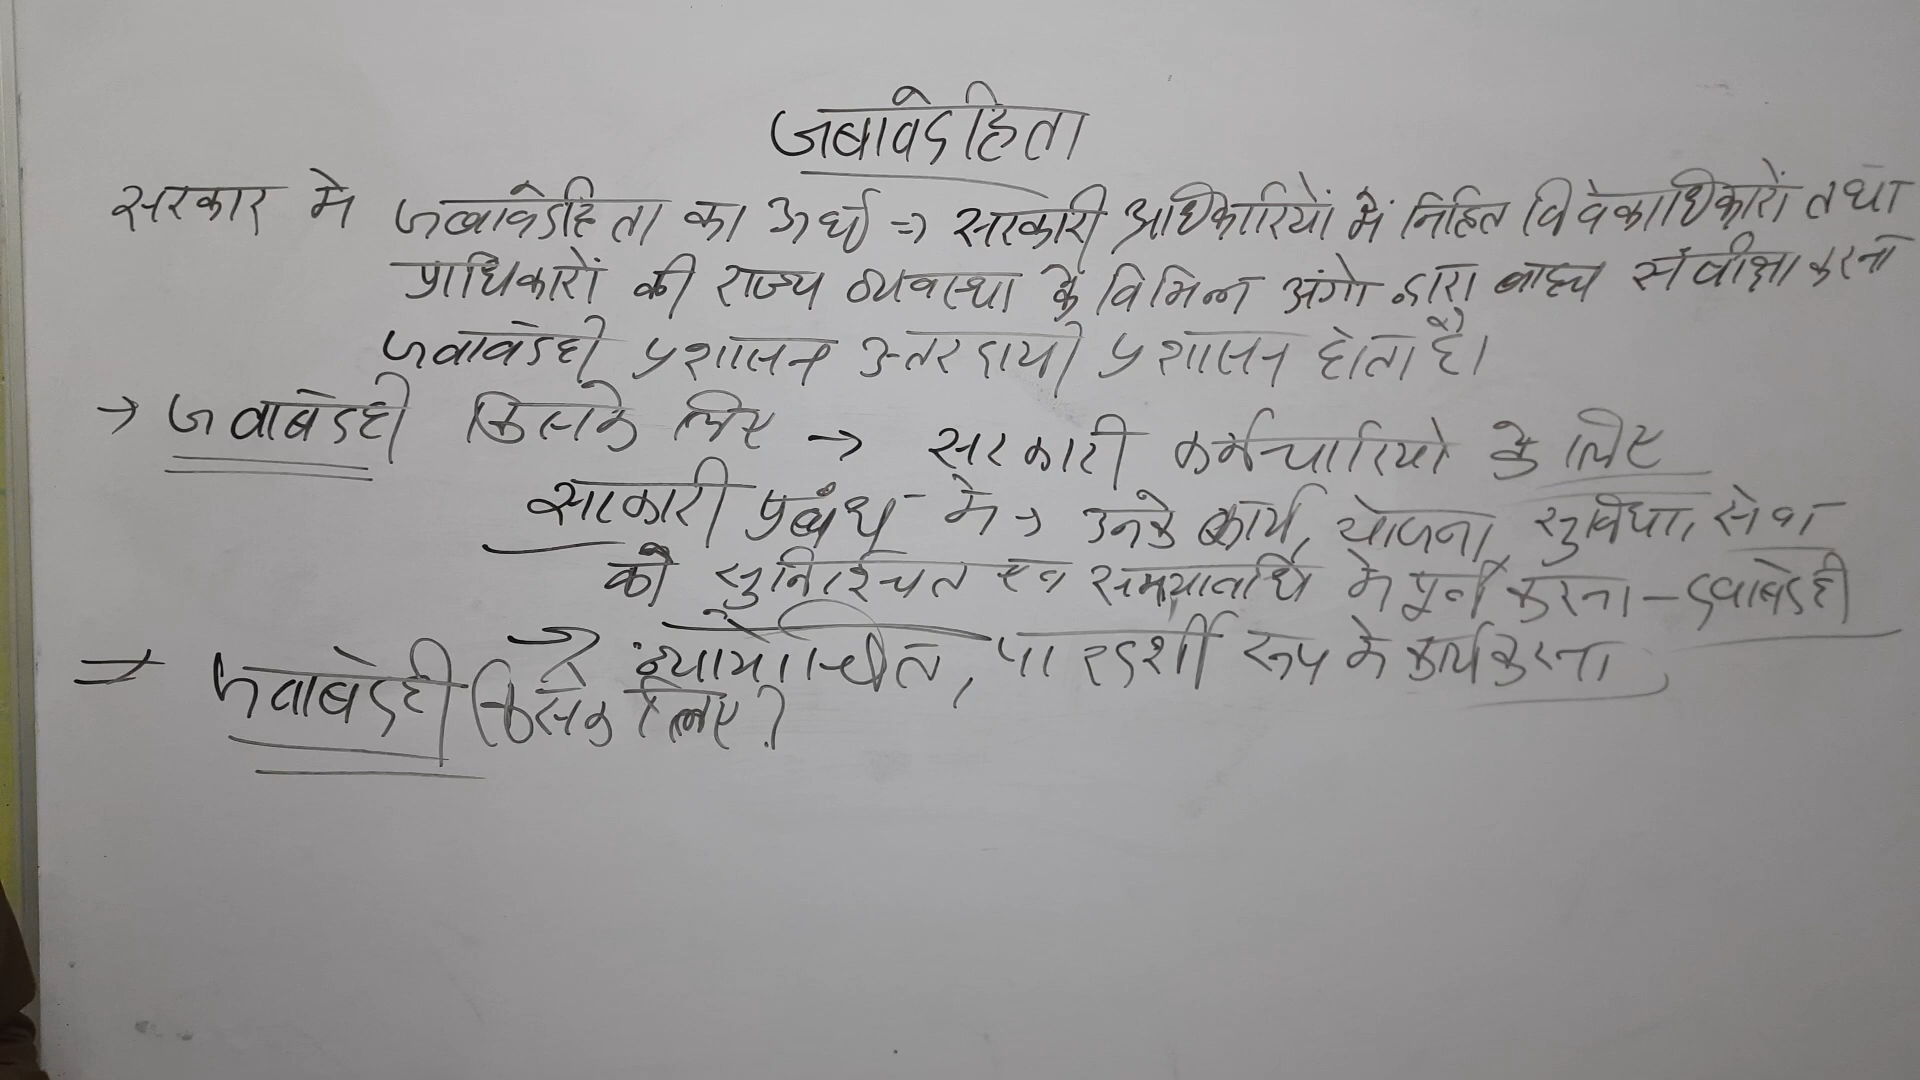 जबावदेहिता
सरकार मे जबावदेहिता का अर्थ ⇒ सरकारी अधिकारियों में निहित विवेकाधिकारों तथा
प्राधिकारों की राज्य व्यवस्था के विभिन्न अंगो द्वारा बाह्य संवीक्षा करना
जवाबदेही प्रशासन उत्तरदायी प्रशासन होता है।
→ जवाबदेही किसके लिए → सरकारी कर्मचारियो के लिए
सरकारी प्रबंध मे → उनके कार्य, योजना, सुविधा, सेवा
को सुनिश्चित एवं समयावधि मे पूर्ण करना – जवाबदेही
न्यायोचित, पारदर्शी रूप से कार्य करना
⇒ जवाबदेही किसके लिए?